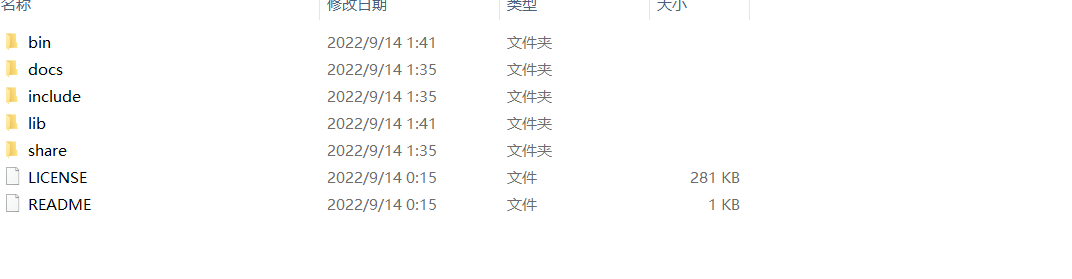 名称 修改日期 类型 大小
bin 2022/9/14 1:41 文件夹
docs 2022/9/14 1:35 文件夹
include 2022/9/14 1:35 文件夹
lib 2022/9/14 1:41 文件夹
share 2022/9/14 1:35 文件夹
LICENSE 2022/9/14 0:15 文件 281 KB
README 2022/9/14 0:15 文件 1 KB